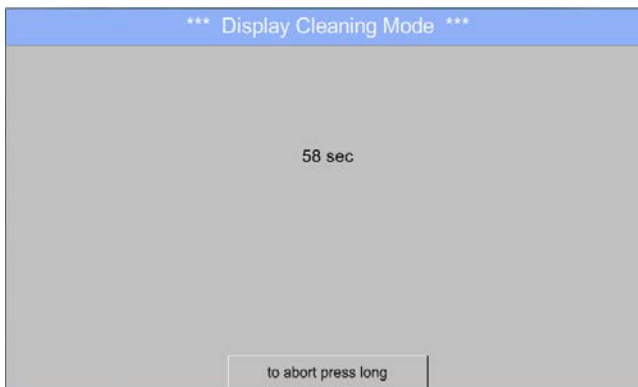 *** Display Cleaning Mode ***
58 sec
to abort press long